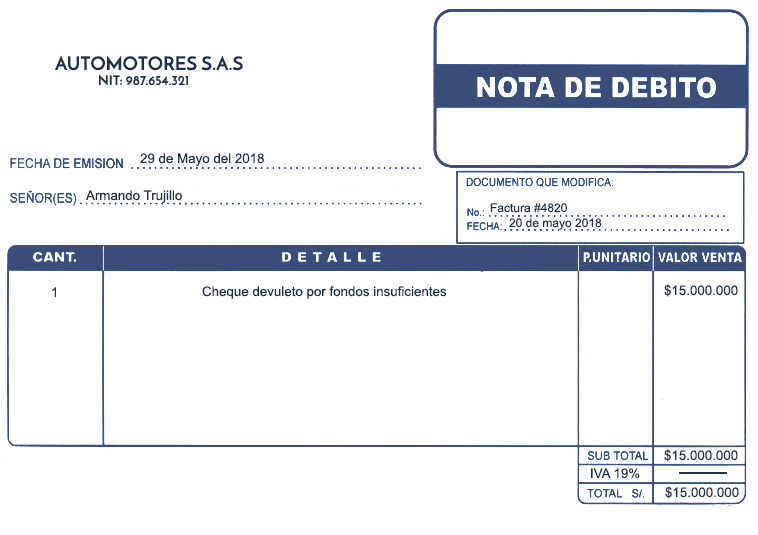 AUTOMOTORES S.A.S
NIT: 987.654.321
NOTA DE DEBITO
FECHA DE EMISION 29 de Mayo del 2018
SEÑOR(ES) Armando Trujillo
DOCUMENTO QUE MODIFICA:
No.: Factura #4820
FECHA: 20 de mayo 2018
CANT. DETALLE P.UNITARIO VALOR VENTA
1 Cheque devuleto por fondos insuficientes $15.000.000
SUB TOTAL $15.000.000
IVA 19%
TOTAL S/. $15.000.000